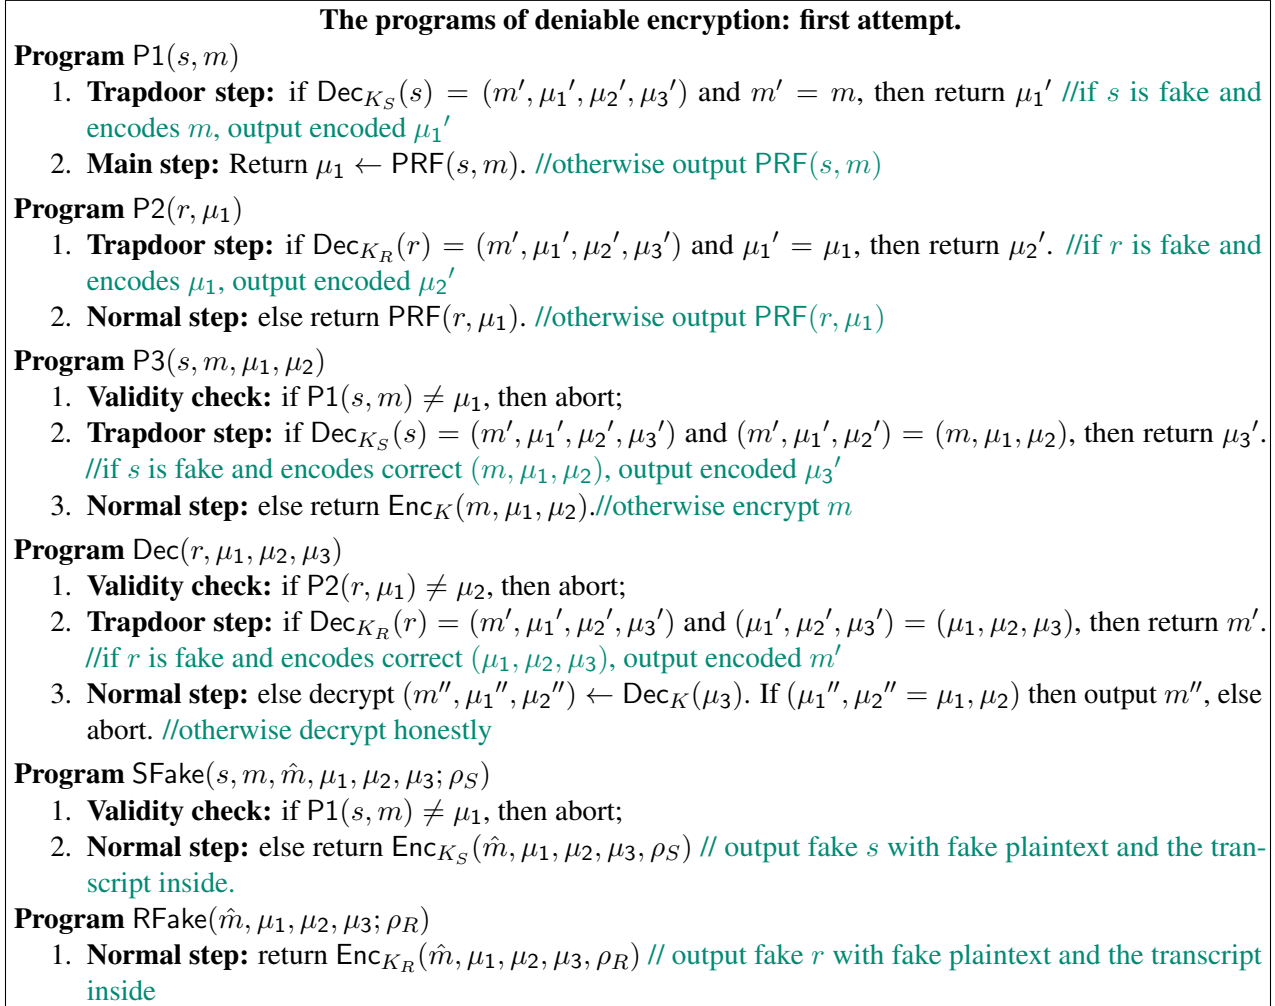 The programs of deniable encryption: first attempt.
Program P1(s, m)
1. Trapdoor step: if Dec_{K_S}(s) = (m′, μ₁′, μ₂′, μ₃′) and m′ = m, then return μ₁′ //if s is fake and
encodes m, output encoded μ₁′
2. Main step: Return μ₁ ← PRF(s, m). //otherwise output PRF(s, m)
Program P2(r, μ₁)
1. Trapdoor step: if Dec_{K_R}(r) = (m′, μ₁′, μ₂′, μ₃′) and μ₁′ = μ₁, then return μ₂′. //if r is fake and
encodes μ₁, output encoded μ₂′
2. Normal step: else return PRF(r, μ₁). //otherwise output PRF(r, μ₁)
Program P3(s, m, μ₁, μ₂)
1. Validity check: if P1(s, m) ≠ μ₁, then abort;
2. Trapdoor step: if Dec_{K_S}(s) = (m′, μ₁′, μ₂′, μ₃′) and (m′, μ₁′, μ₂′) = (m, μ₁, μ₂), then return μ₃′.
//if s is fake and encodes correct (m, μ₁, μ₂), output encoded μ₃′
3. Normal step: else return Enc_K(m, μ₁, μ₂).//otherwise encrypt m
Program Dec(r, μ₁, μ₂, μ₃)
1. Validity check: if P2(r, μ₁) ≠ μ₂, then abort;
2. Trapdoor step: if Dec_{K_R}(r) = (m′, μ₁′, μ₂′, μ₃′) and (μ₁′, μ₂′, μ₃′) = (μ₁, μ₂, μ₃), then return m′.
//if r is fake and encodes correct (μ₁, μ₂, μ₃), output encoded m′
3. Normal step: else decrypt (m″, μ₁″, μ₂″) ← Dec_K(μ₃). If (μ₁″, μ₂″ = μ₁, μ₂) then output m″, else
abort. //otherwise decrypt honestly
Program SFake(s, m, m̂, μ₁, μ₂, μ₃; ρ_S)
1. Validity check: if P1(s, m) ≠ μ₁, then abort;
2. Normal step: else return Enc_{K_S}(m̂, μ₁, μ₂, μ₃, ρ_S) // output fake s with fake plaintext and the tran-
script inside.
Program RFake(m̂, μ₁, μ₂, μ₃; ρ_R)
1. Normal step: return Enc_{K_R}(m̂, μ₁, μ₂, μ₃, ρ_R) // output fake r with fake plaintext and the transcript
inside